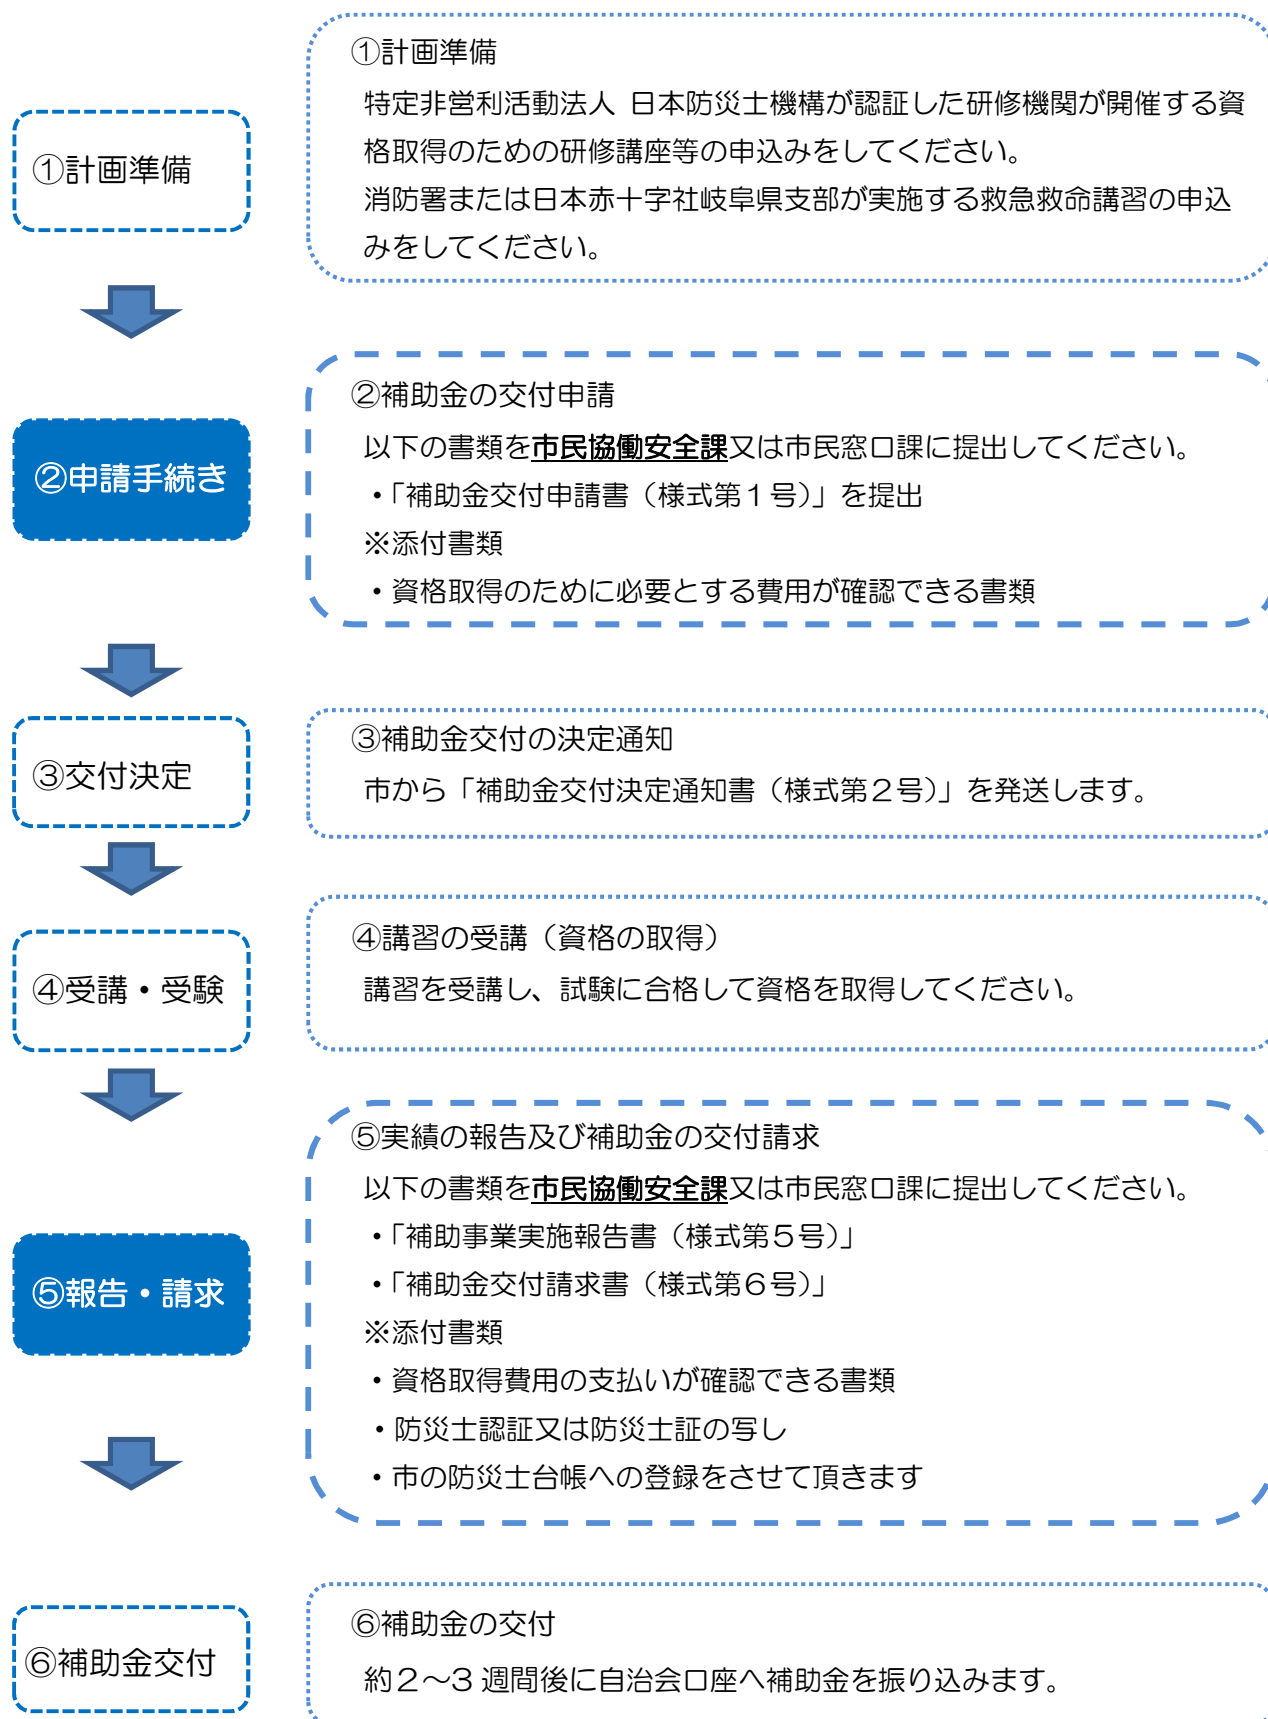 ①計画準備
①計画準備
特定非営利活動法人 日本防災士機構が認証した研修機関が開催する資
格取得のための研修講座等の申込みをしてください。
消防署または日本赤十字社岐阜県支部が実施する救急救命講習の申込
みをしてください。
②申請手続き
②補助金の交付申請
以下の書類を市民協働安全課又は市民窓口課に提出してください。
・「補助金交付申請書（様式第１号）」を提出
※添付書類
・資格取得のために必要とする費用が確認できる書類
③交付決定
③補助金交付の決定通知
市から「補助金交付決定通知書（様式第２号）」を発送します。
④受講・受験
④講習の受講（資格の取得）
講習を受講し、試験に合格して資格を取得してください。
⑤報告・請求
⑤実績の報告及び補助金の交付請求
以下の書類を市民協働安全課又は市民窓口課に提出してください。
・「補助事業実施報告書（様式第５号）」
・「補助金交付請求書（様式第６号）」
※添付書類
・資格取得費用の支払いが確認できる書類
・防災士認証又は防災士証の写し
・市の防災士台帳への登録をさせて頂きます
⑥補助金交付
⑥補助金の交付
約２～３週間後に自治会口座へ補助金を振り込みます。